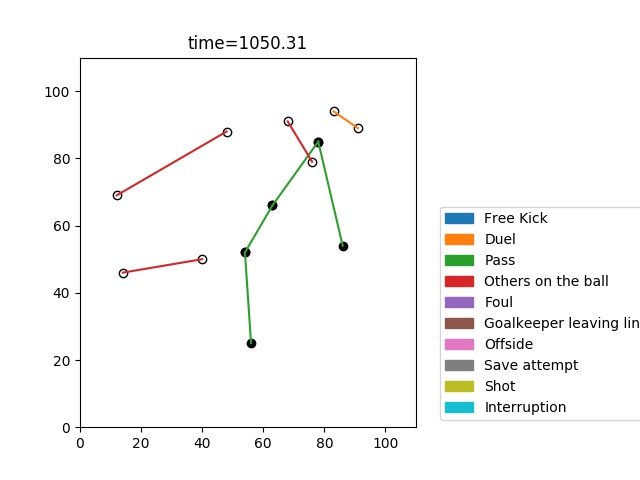 time=1050.31
100
80
60
40
20
0
0 20 40 60 80 100
Free Kick
Duel
Pass
Others on the ball
Foul
Goalkeeper leaving lin
Offside
Save attempt
Shot
Interruption